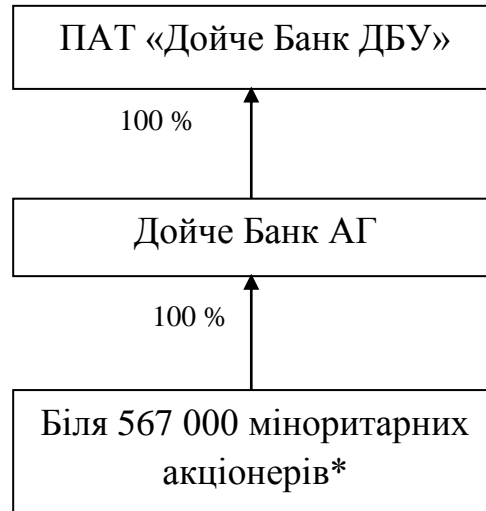 ПАТ «Дойче Банк ДБУ»
100 %
Дойче Банк АГ
100 %
Біля 567 000 міноритарних
акціонерів*